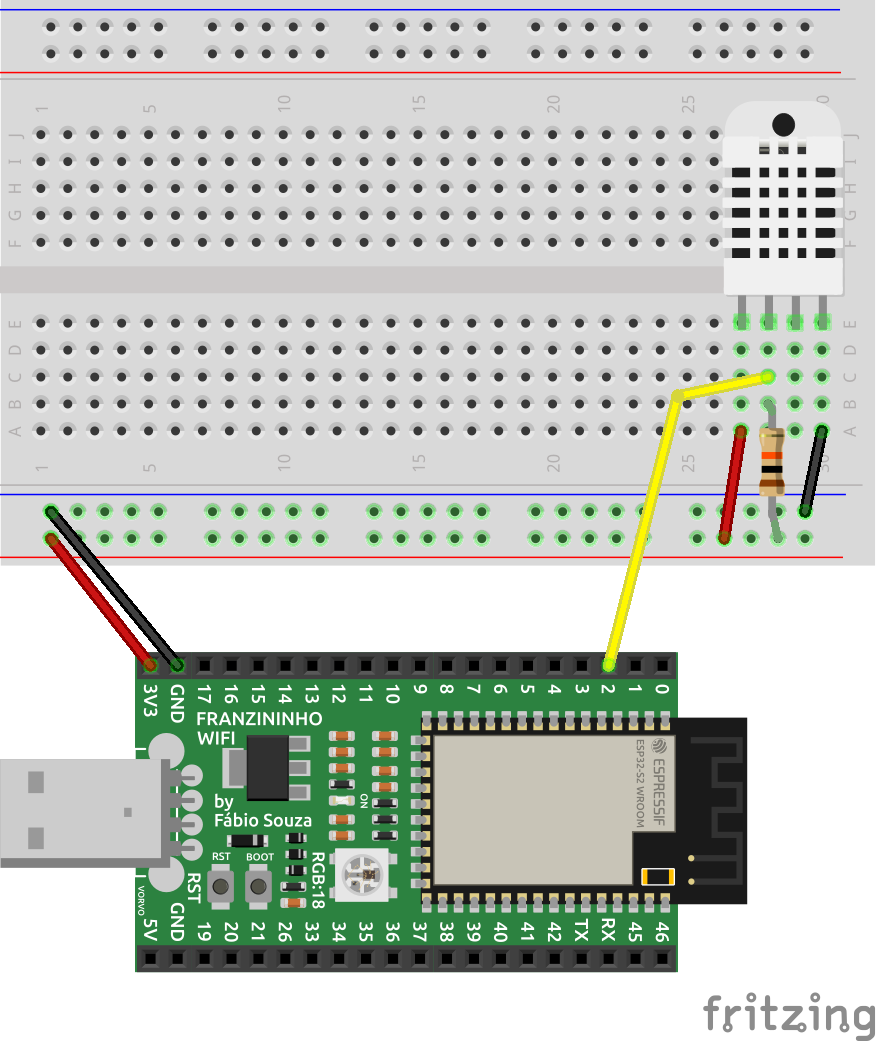 1 5 10 15 20 25 0
J J
I I
H H
G G
F F
E E
D D
C C
B B
A A
1 5 10 15 20 25 30
3V3 GND 17 16 15 14 13 12 11 10 9 8 7 6 5 4 3 2 1 0
FRANZININHO
WIFI
ESPRESSIF
ESP32-S2 WROOM
by
Fábio Souza
ON
RST BOOT
RGB:18
RST
VORVO
5V GND 19 20 21 26 33 34 35 36 37 38 39 40 41 42 TX RX 45 46
fritzing